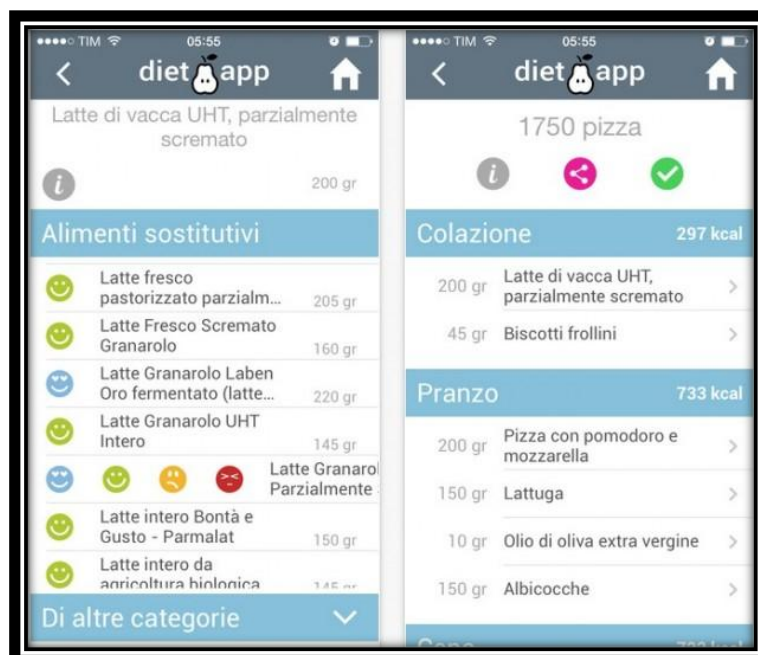 TIM 05:55
diet app
Latte di vacca UHT, parzialmente
scremato
i
200 gr
Alimenti sostitutivi
Latte fresco
pastorizzato parzialm... 205 gr
Latte Fresco Scremato
Granarolo 160 gr
Latte Granarolo Laben
Oro fermentato (latte... 220 gr
Latte Granarolo UHT
Intero 145 gr
Latte Granarol
Parzialmente
Latte intero Bontà e
Gusto - Parmalat 150 gr
Latte intero da
agricoltura biologica 145 gr
Di altre categorie
TIM 05:55
diet app
1750 pizza
i
Colazione 297 kcal
200 gr Latte di vacca UHT,
parzialmente scremato
45 gr Biscotti frollini
Pranzo 733 kcal
200 gr Pizza con pomodoro e
mozzarella
150 gr Lattuga
10 gr Olio di oliva extra vergine
150 gr Albicocche